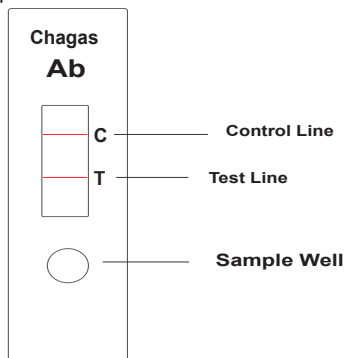 Chagas
Ab
C
Control Line
T
Test Line
Sample Well